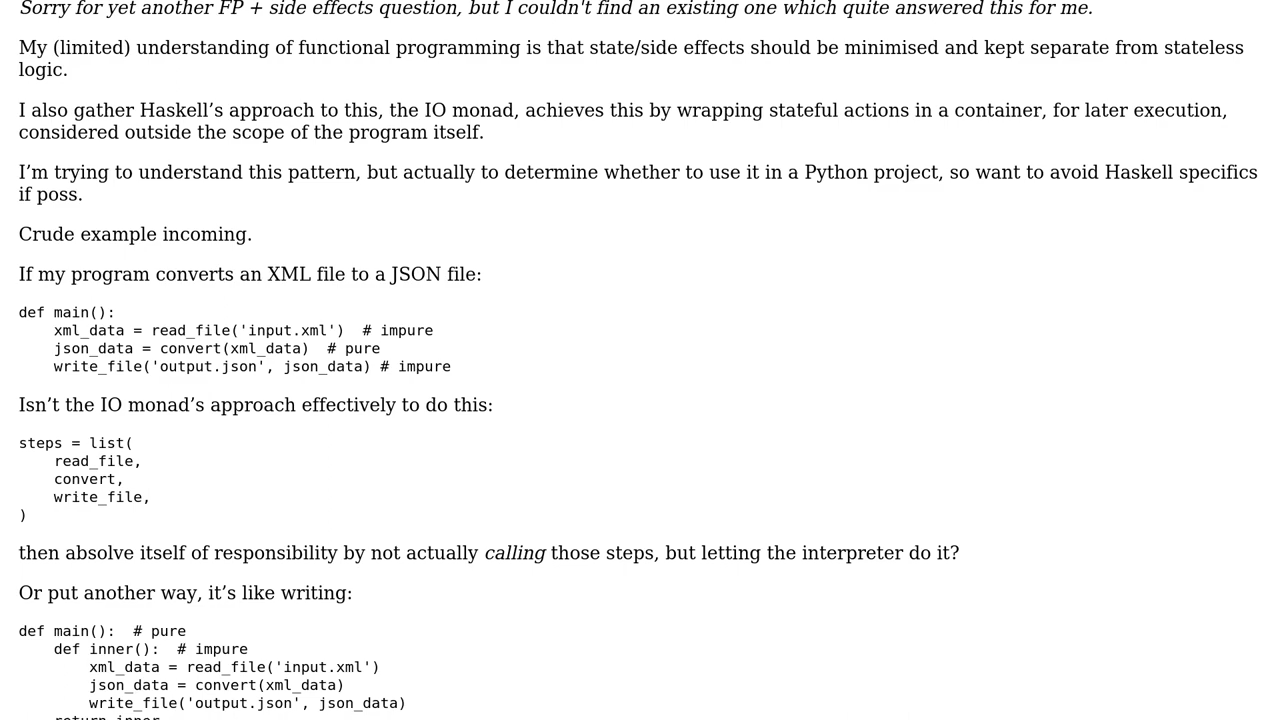 Sorry for yet another FP + side effects question, but I couldn't find an existing one which quite answered this for me.
My (limited) understanding of functional programming is that state/side effects should be minimised and kept separate from stateless
logic.
I also gather Haskell’s approach to this, the IO monad, achieves this by wrapping stateful actions in a container, for later execution,
considered outside the scope of the program itself.
I’m trying to understand this pattern, but actually to determine whether to use it in a Python project, so want to avoid Haskell specifics
if poss.
Crude example incoming.
If my program converts an XML file to a JSON file:
def main():
    xml_data = read_file('input.xml')  # impure
    json_data = convert(xml_data)  # pure
    write_file('output.json', json_data) # impure
Isn’t the IO monad’s approach effectively to do this:
steps = list(
    read_file,
    convert,
    write_file,
)
then absolve itself of responsibility by not actually calling those steps, but letting the interpreter do it?
Or put another way, it’s like writing:
def main():  # pure
    def inner():  # impure
        xml_data = read_file('input.xml')
        json_data = convert(xml_data)
        write_file('output.json', json_data)
    return inner